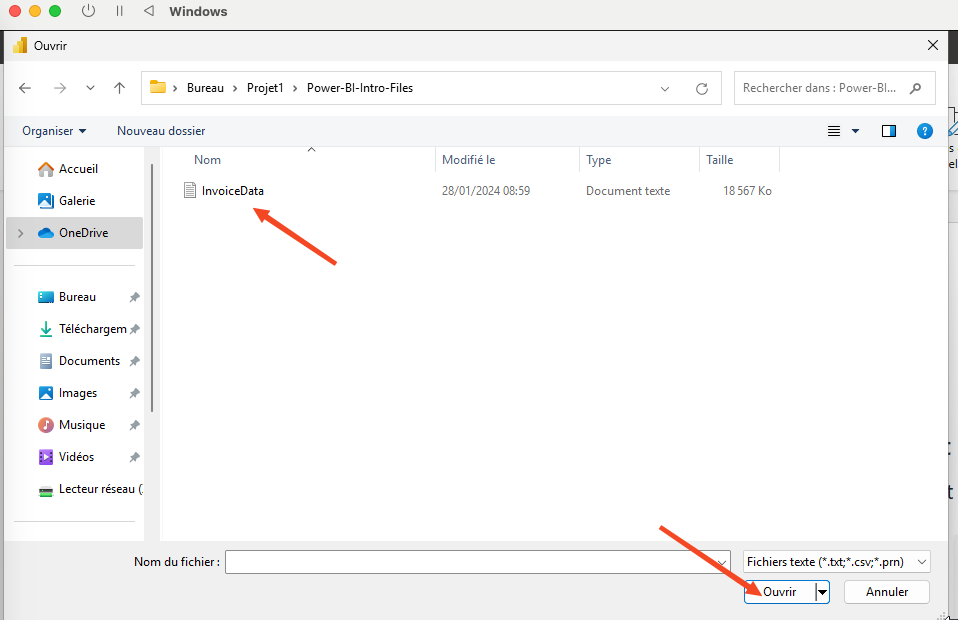 Windows
Ouvrir
Bureau Projet1 Power-BI-Intro-Files
Rechercher dans : Power-BI...
Organiser Nouveau dossier
Nom Modifié le Type Taille
InvoiceData 28/01/2024 08:59 Document texte 18 567 Ko
Accueil
Galerie
OneDrive
Bureau
Téléchargem
Documents
Images
Musique
Vidéos
Lecteur réseau (
Nom du fichier : Fichiers texte (*.txt;*.csv;*.prn)
Ouvrir Annuler